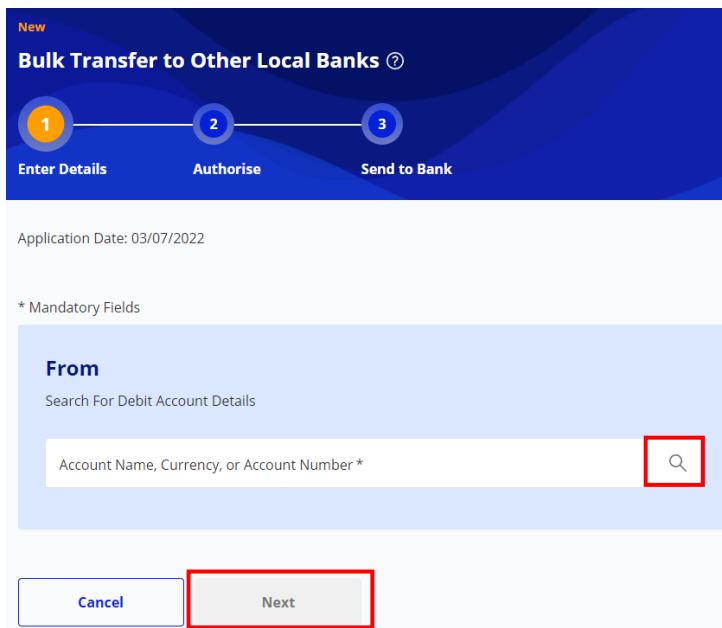 New
Bulk Transfer to Other Local Banks ?
1 2 3
Enter Details Authorise Send to Bank
Application Date: 03/07/2022
* Mandatory Fields
From
Search For Debit Account Details
Account Name, Currency, or Account Number *
Cancel Next